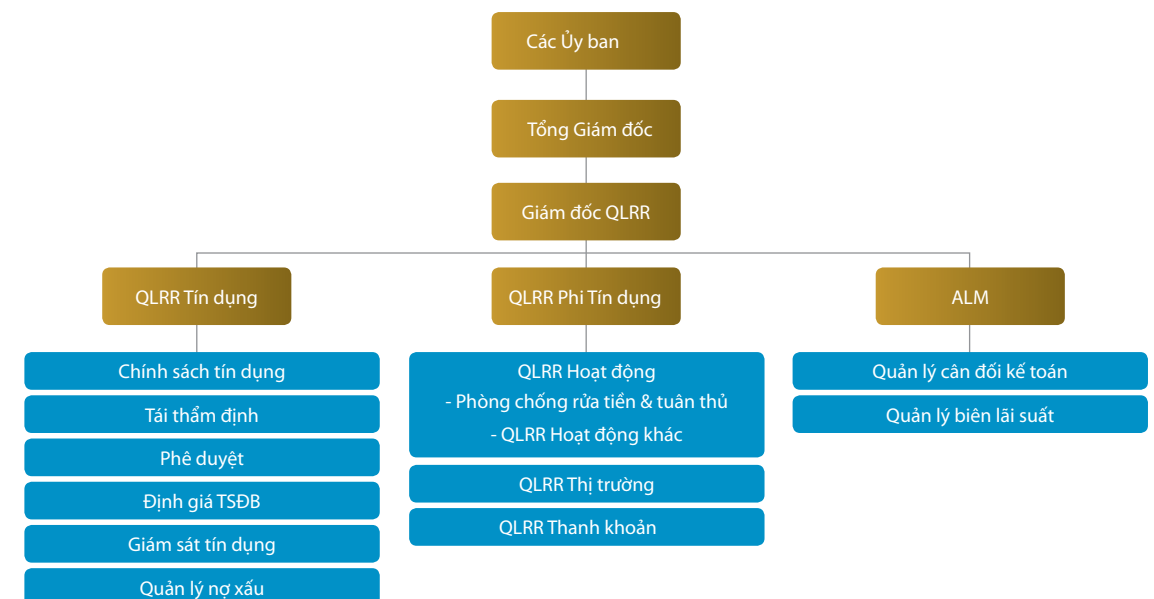 Các Ủy ban
Tổng Giám đốc
Giám đốc QLRR
QLRR Tín dụng
QLRR Phi Tín dụng
ALM
Chính sách tín dụng
Tái thẩm định
Phê duyệt
Định giá TSĐB
Giám sát tín dụng
Quản lý nợ xấu
QLRR Hoạt động
- Phòng chống rửa tiền & tuân thủ
- QLRR Hoạt động khác
QLRR Thị trường
QLRR Thanh khoản
Quản lý cân đối kế toán
Quản lý biên lãi suất